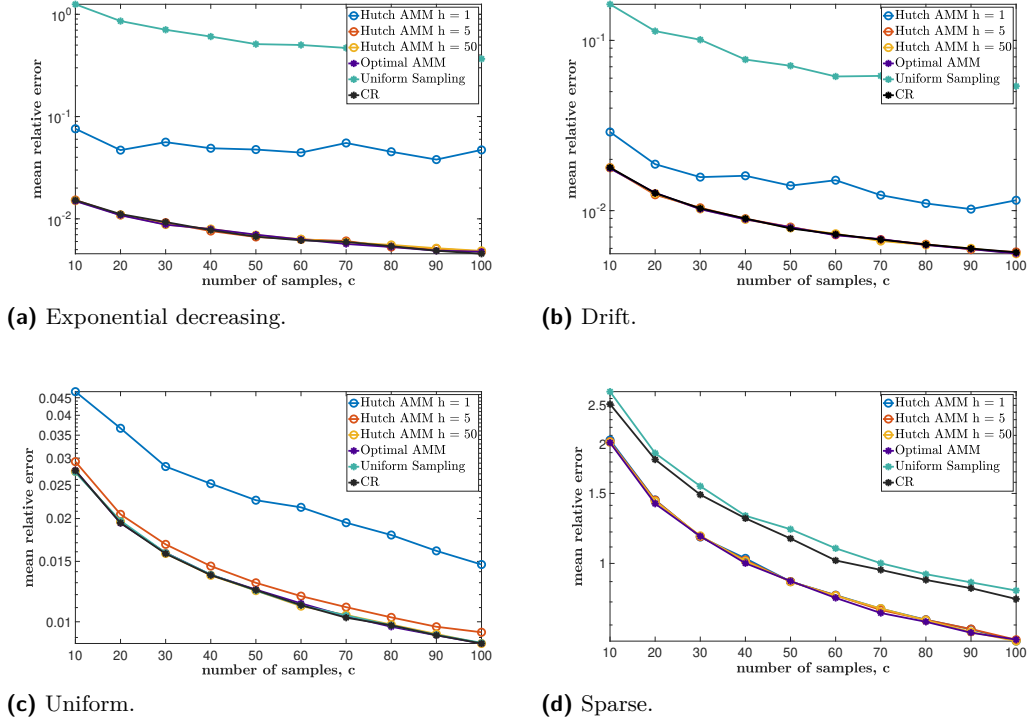 10^0
10^-1
10^-2
mean relative error
10 20 30 40 50 60 70 80 90 100
number of samples, c
Hutch AMM h = 1
Hutch AMM h = 5
Hutch AMM h = 50
Optimal AMM
Uniform Sampling
CR
(a) Exponential decreasing.
10^-1
10^-2
mean relative error
10 20 30 40 50 60 70 80 90 100
number of samples, c
Hutch AMM h = 1
Hutch AMM h = 5
Hutch AMM h = 50
Optimal AMM
Uniform Sampling
CR
(b) Drift.
0.045
0.04
0.035
0.03
0.025
0.02
0.015
0.01
mean relative error
10 20 30 40 50 60 70 80 90 100
number of samples, c
Hutch AMM h = 1
Hutch AMM h = 5
Hutch AMM h = 50
Optimal AMM
Uniform Sampling
CR
(c) Uniform.
2.5
2
1.5
1
mean relative error
10 20 30 40 50 60 70 80 90 100
number of samples, c
Hutch AMM h = 1
Hutch AMM h = 5
Hutch AMM h = 50
Optimal AMM
Uniform Sampling
CR
(d) Sparse.